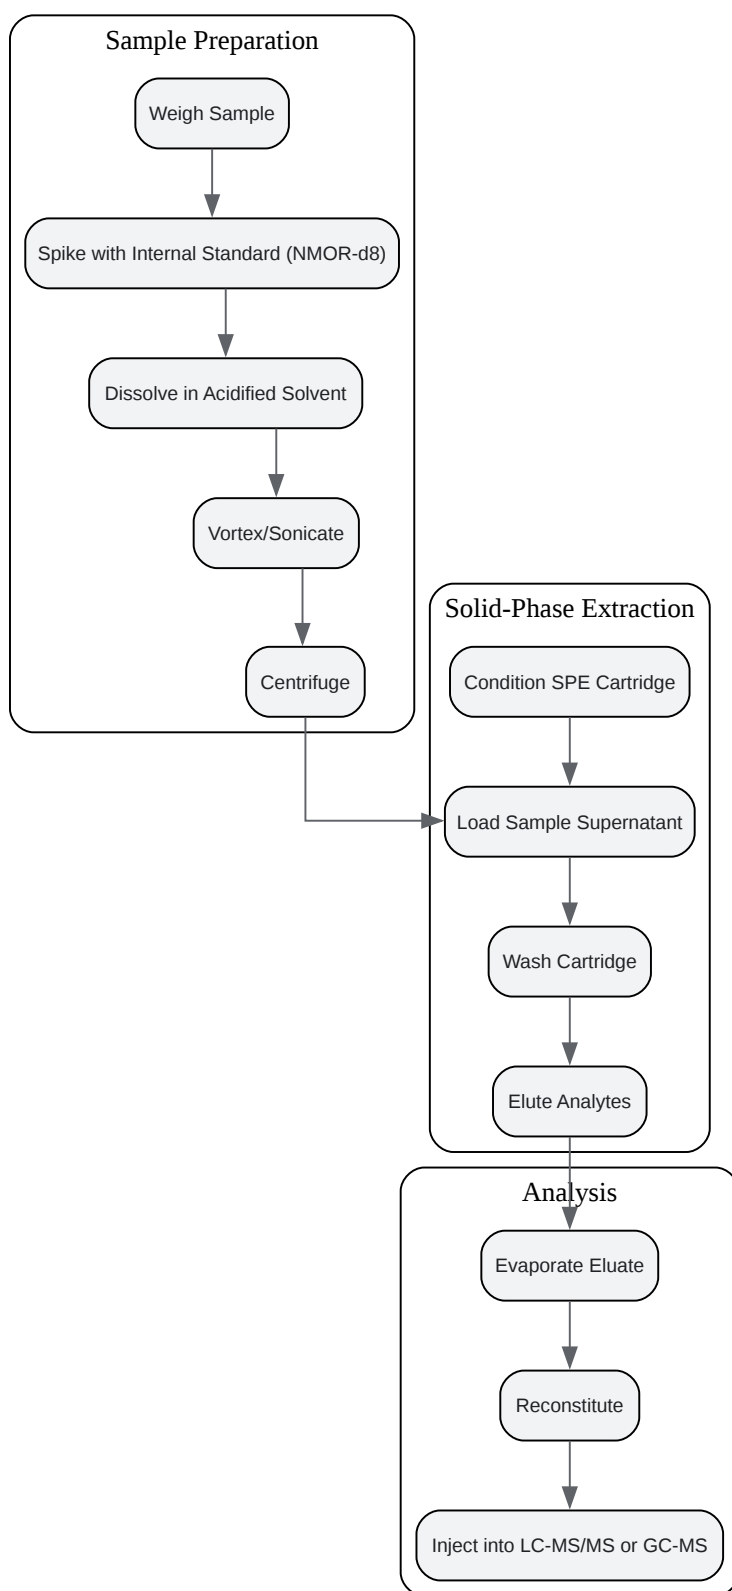 Sample Preparation
Weigh Sample
Spike with Internal Standard (NMOR-d8)
Dissolve in Acidified Solvent
Vortex/Sonicate
Centrifuge
Solid-Phase Extraction
Condition SPE Cartridge
Load Sample Supernatant
Wash Cartridge
Elute Analytes
Analysis
Evaporate Eluate
Reconstitute
Inject into LC-MS/MS or GC-MS